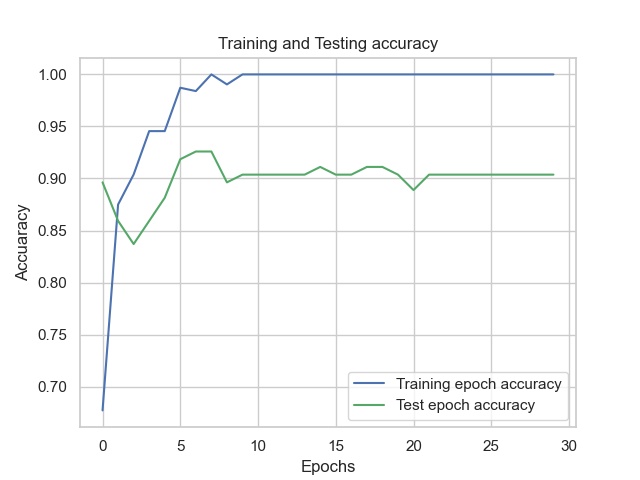 Training and Testing accuracy
1.00
0.95
0.90
0.85
0.80
0.75
0.70
Accuaracy
Training epoch accuracy
Test epoch accuracy
0 5 10 15 20 25 30
Epochs